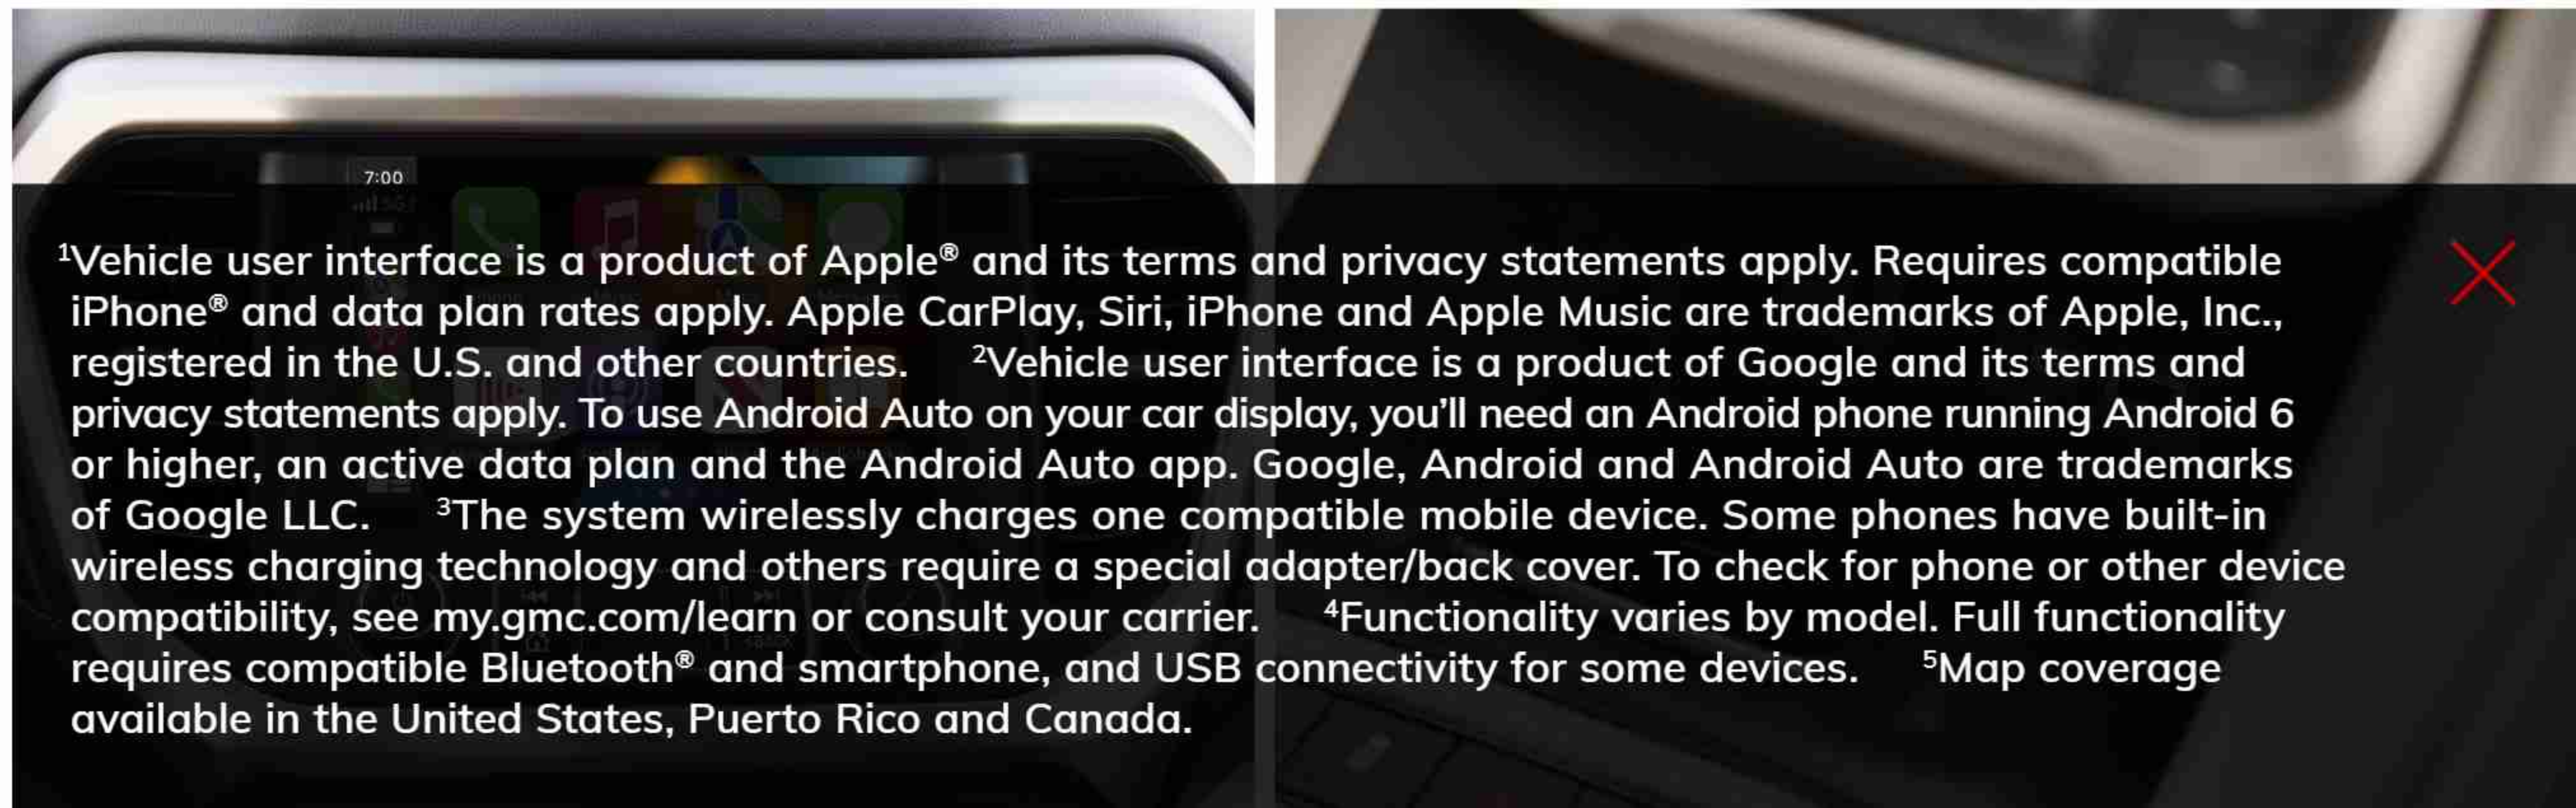 7:00
5G
¹Vehicle user interface is a product of Apple® and its terms and privacy statements apply. Requires compatible
iPhone® and data plan rates apply. Apple CarPlay, Siri, iPhone and Apple Music are trademarks of Apple, Inc.,
registered in the U.S. and other countries. ²Vehicle user interface is a product of Google and its terms and
privacy statements apply. To use Android Auto on your car display, you’ll need an Android phone running Android 6
or higher, an active data plan and the Android Auto app. Google, Android and Android Auto are trademarks
of Google LLC. ³The system wirelessly charges one compatible mobile device. Some phones have built-in
wireless charging technology and others require a special adapter/back cover. To check for phone or other device
compatibility, see my.gmc.com/learn or consult your carrier. ⁴Functionality varies by model. Full functionality
requires compatible Bluetooth® and smartphone, and USB connectivity for some devices. ⁵Map coverage
available in the United States, Puerto Rico and Canada.